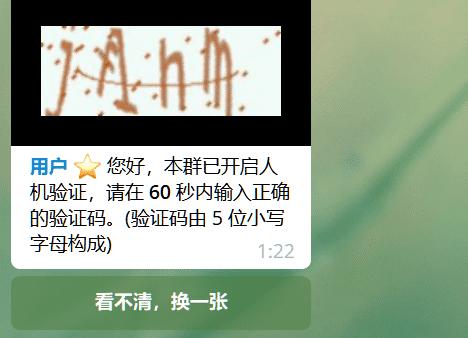 用户 ⭐ 您好，本群已开启人
机验证，请在 60 秒内输入正确
的验证码。(验证码由 5 位小写
字母构成)
1:22
看不清，换一张